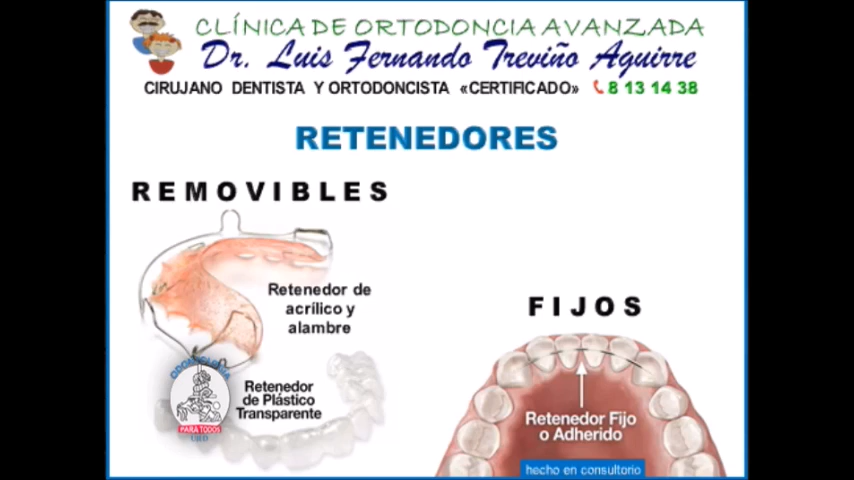 CLÍNICA DE ORTODONCIA AVANZADA
Dr. Luis Fernando Treviño Aguirre
CIRUJANO DENTISTA Y ORTODONCISTA «CERTIFICADO» 8 13 14 38
RETENEDORES
REMOVIBLES
Retenedor de
acrílico y
alambre
FIJOS
ODONTOLOGÍA
PARA TODOS
Retenedor
de Plástico
Transparente
Retenedor Fijo
o Adherido
hecho en consultorio